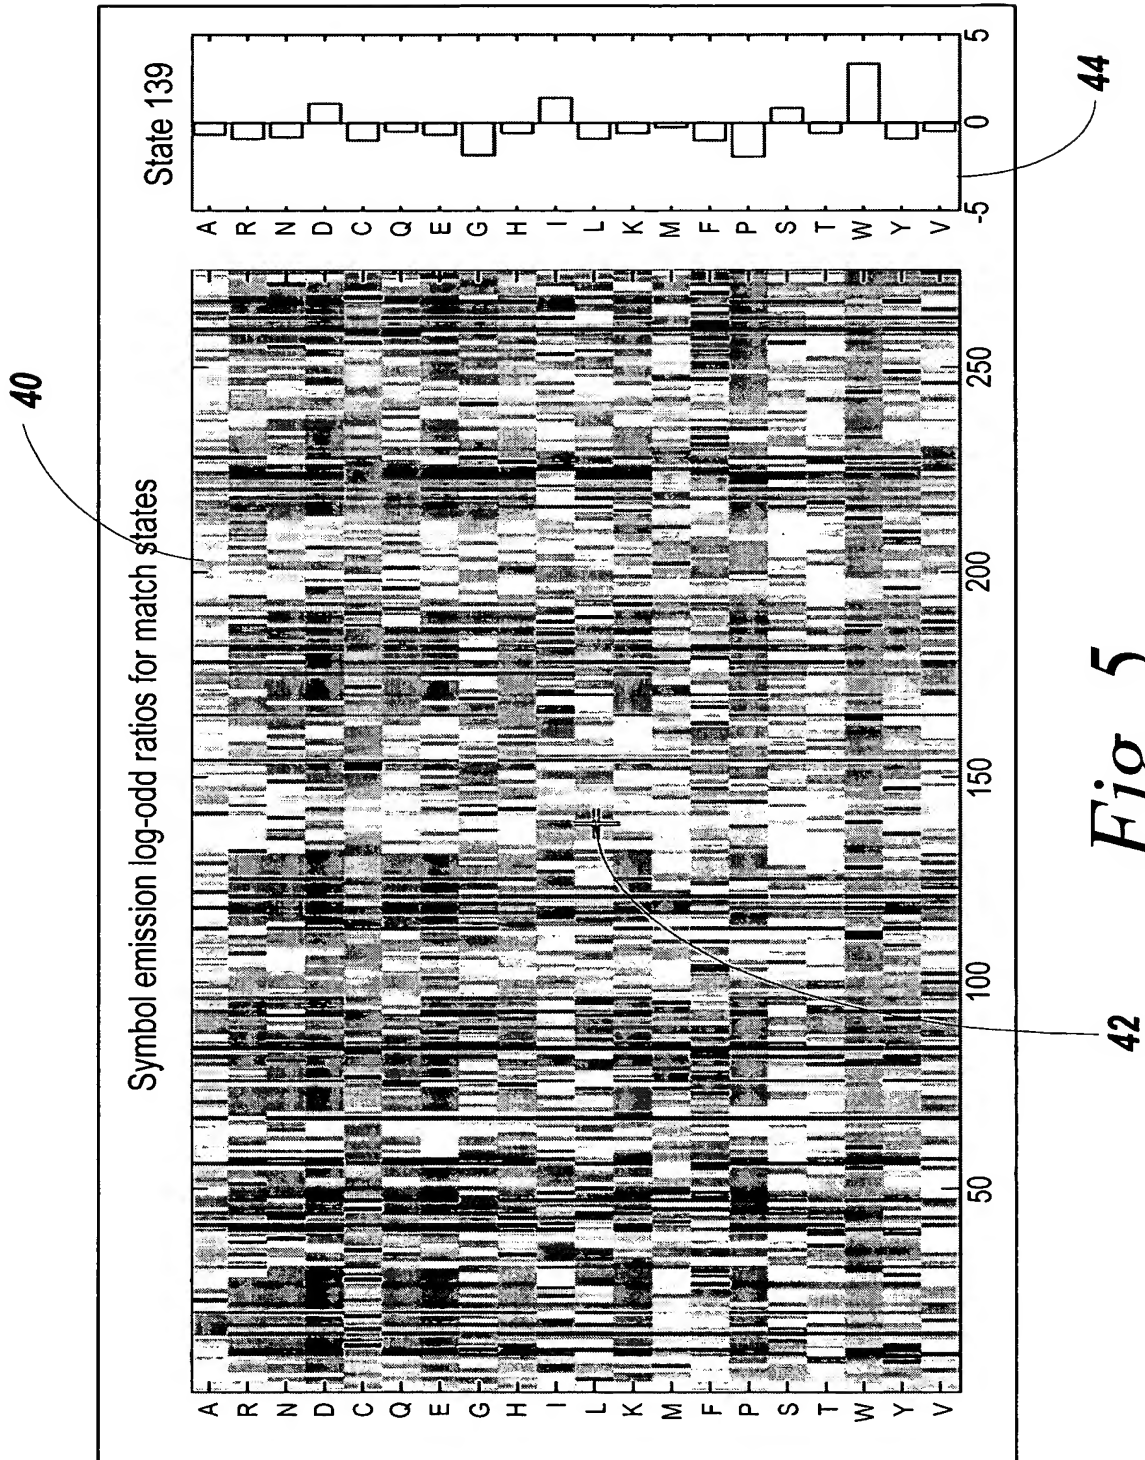 40
Symbol emission log-odd ratios for match states
State 139
A
R
N
D
C
Q
E
G
H
I
L
K
M
F
P
S
T
W
Y
V
50
100
150
200
250
A
R
N
D
C
Q
E
G
H
I
L
K
M
F
P
S
T
W
Y
V
-5
0
5
42
44
Fig. 5